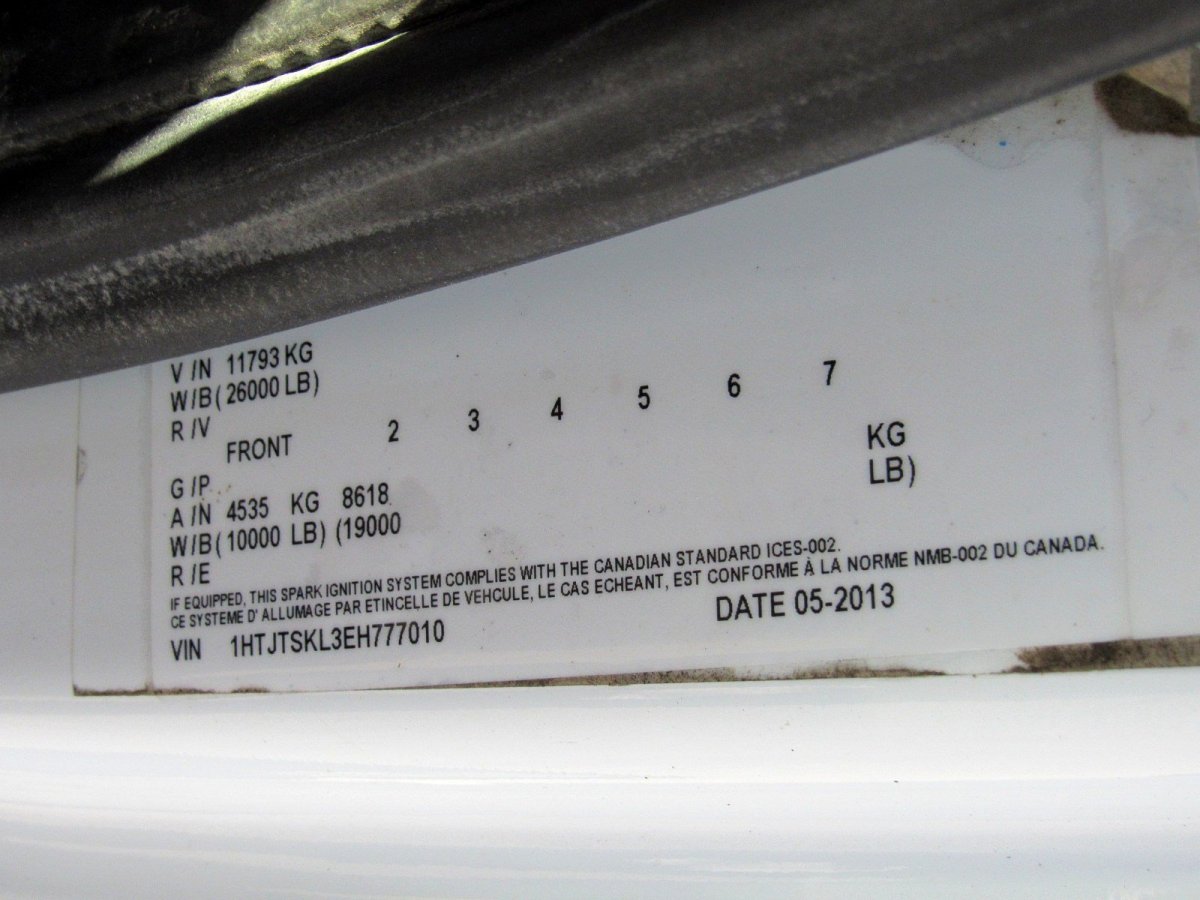 V /N 11793 KG
W/B( 26000 LB)
R /V
FRONT 2 3 4 5 6 7
G /P
A /N 4535 KG 8618 KG
W/B( 10000 LB) (19000 LB)
R /E
IF EQUIPPED, THIS SPARK IGNITION SYSTEM COMPLIES WITH THE CANADIAN STANDARD ICES-002.
CE SYSTEME D' ALLUMAGE PAR ETINCELLE DE VEHCULE, LE CAS ECHEANT, EST CONFORME À LA NORME NMB-002 DU CANADA.
VIN 1HTJTSKL3EH777010 DATE 05-2013